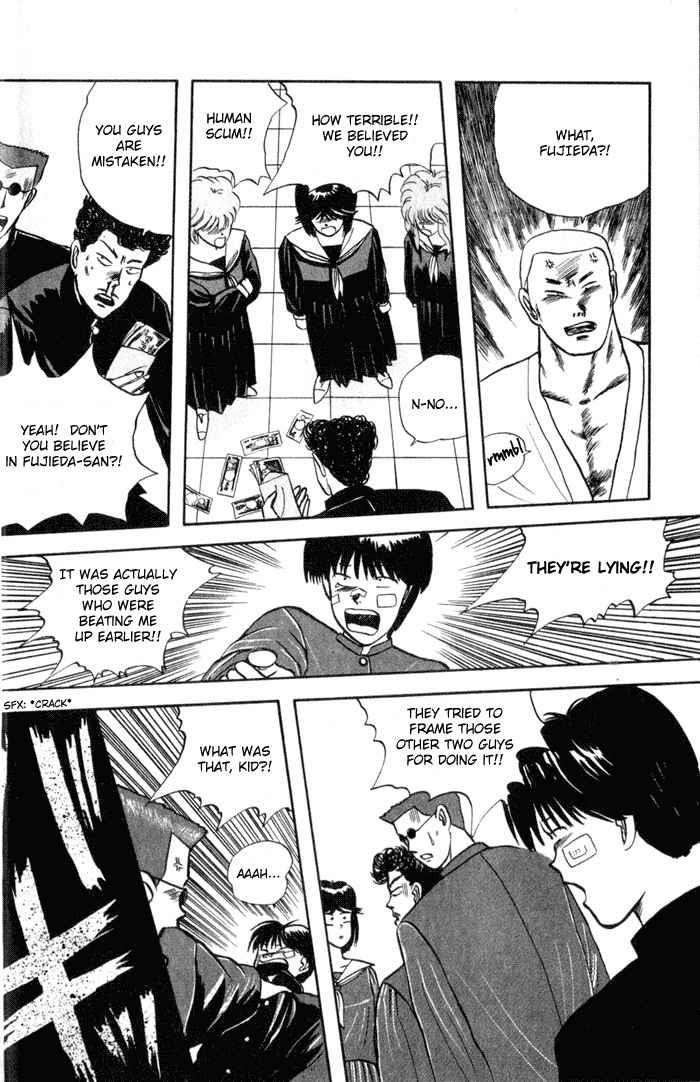 WHAT,
FUJIEDA?!
rmmbl
HOW TERRIBLE!!
WE BELIEVED
YOU!!
HUMAN
SCUM!!
N-NO...
YOU GUYS
ARE
MISTAKEN!!
YEAH! DON'T
YOU BELIEVE
IN FUJIEDA-SAN?!
THEY'RE LYING!!
IT WAS ACTUALLY
THOSE GUYS
WHO WERE
BEATING ME
UP EARLIER!!
THEY TRIED TO
FRAME THOSE
OTHER TWO GUYS
FOR DOING IT!!
WHAT WAS
THAT, KID?!
AAAH...
SFX: *CRACK*